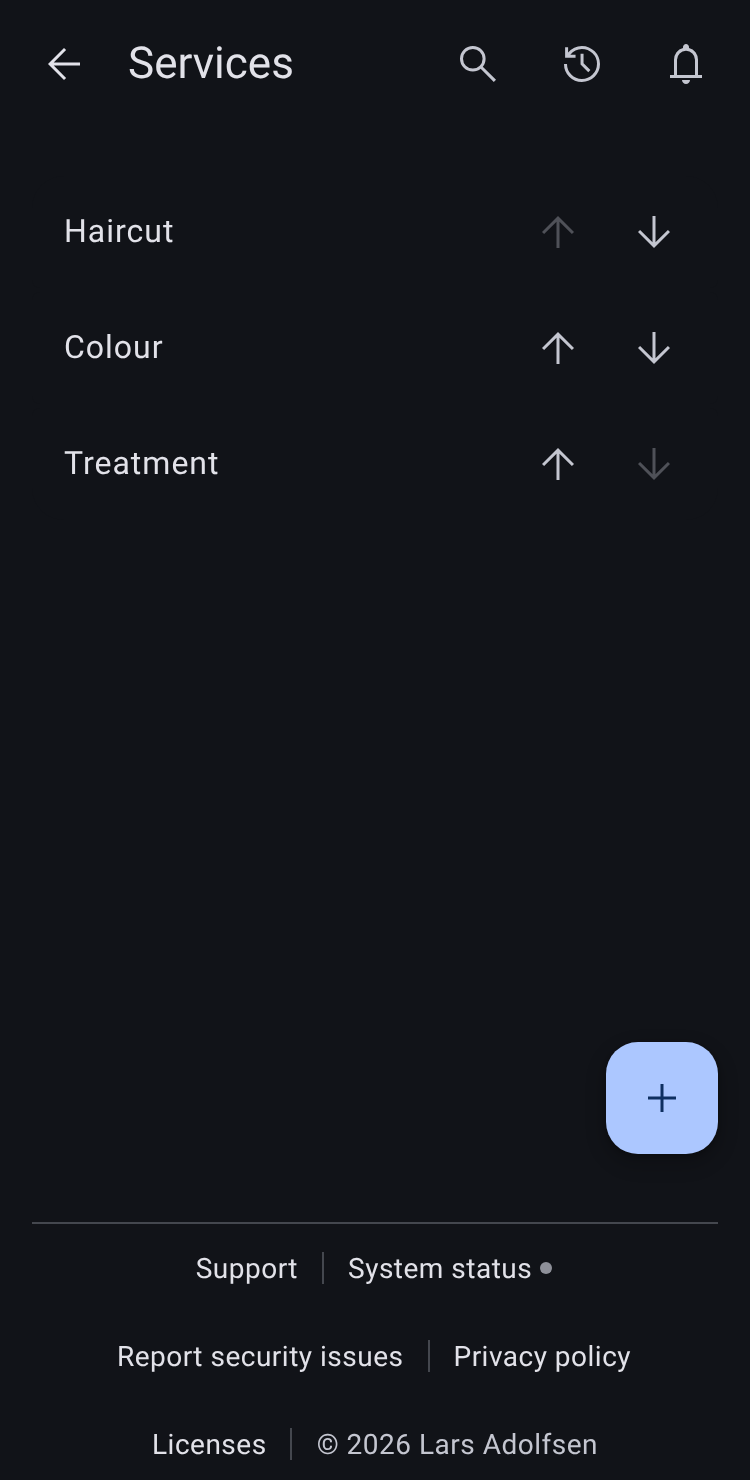 Services
Haircut
Colour
Treatment
Support System status
Report security issues Privacy policy
Licenses © 2026 Lars Adolfsen